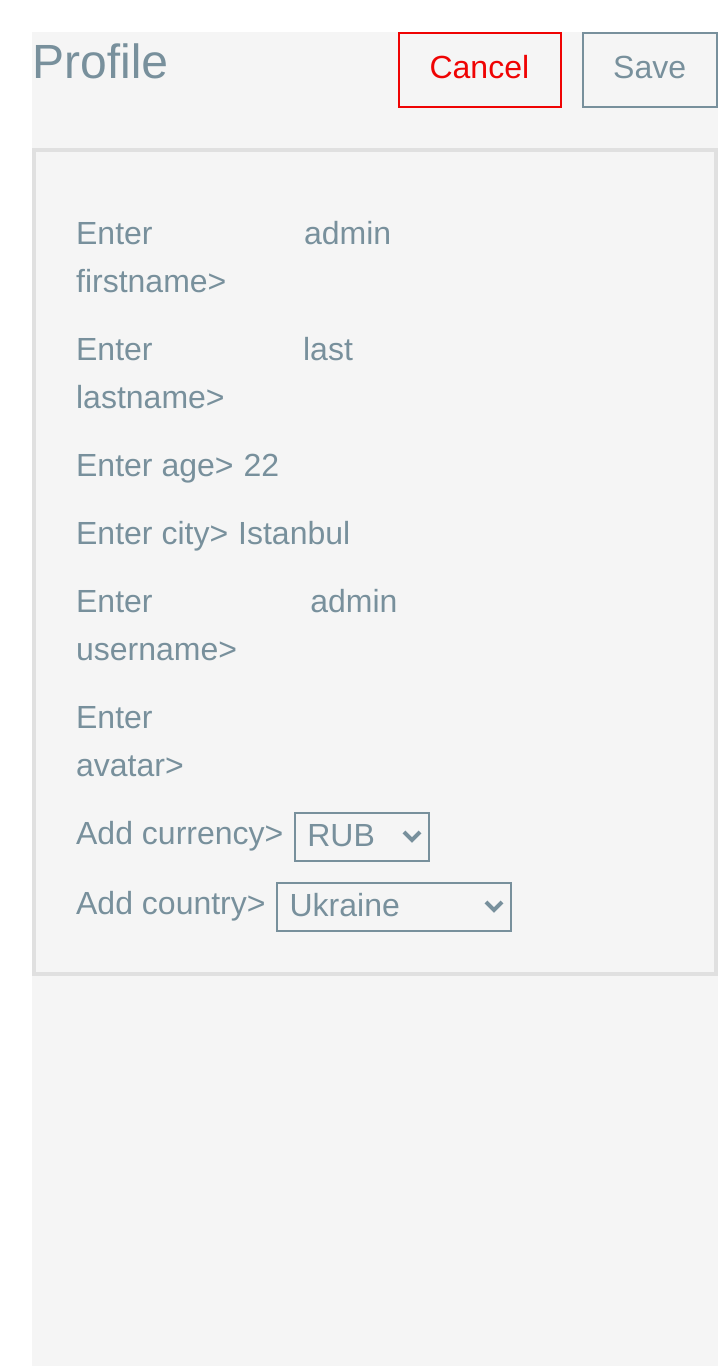 Profile
Cancel
Save
Enter firstname>
admin
Enter lastname>
last
Enter age> 22
Enter city> Istanbul
Enter username>
admin
Enter avatar>
Add currency> RUB
Add country> Ukraine